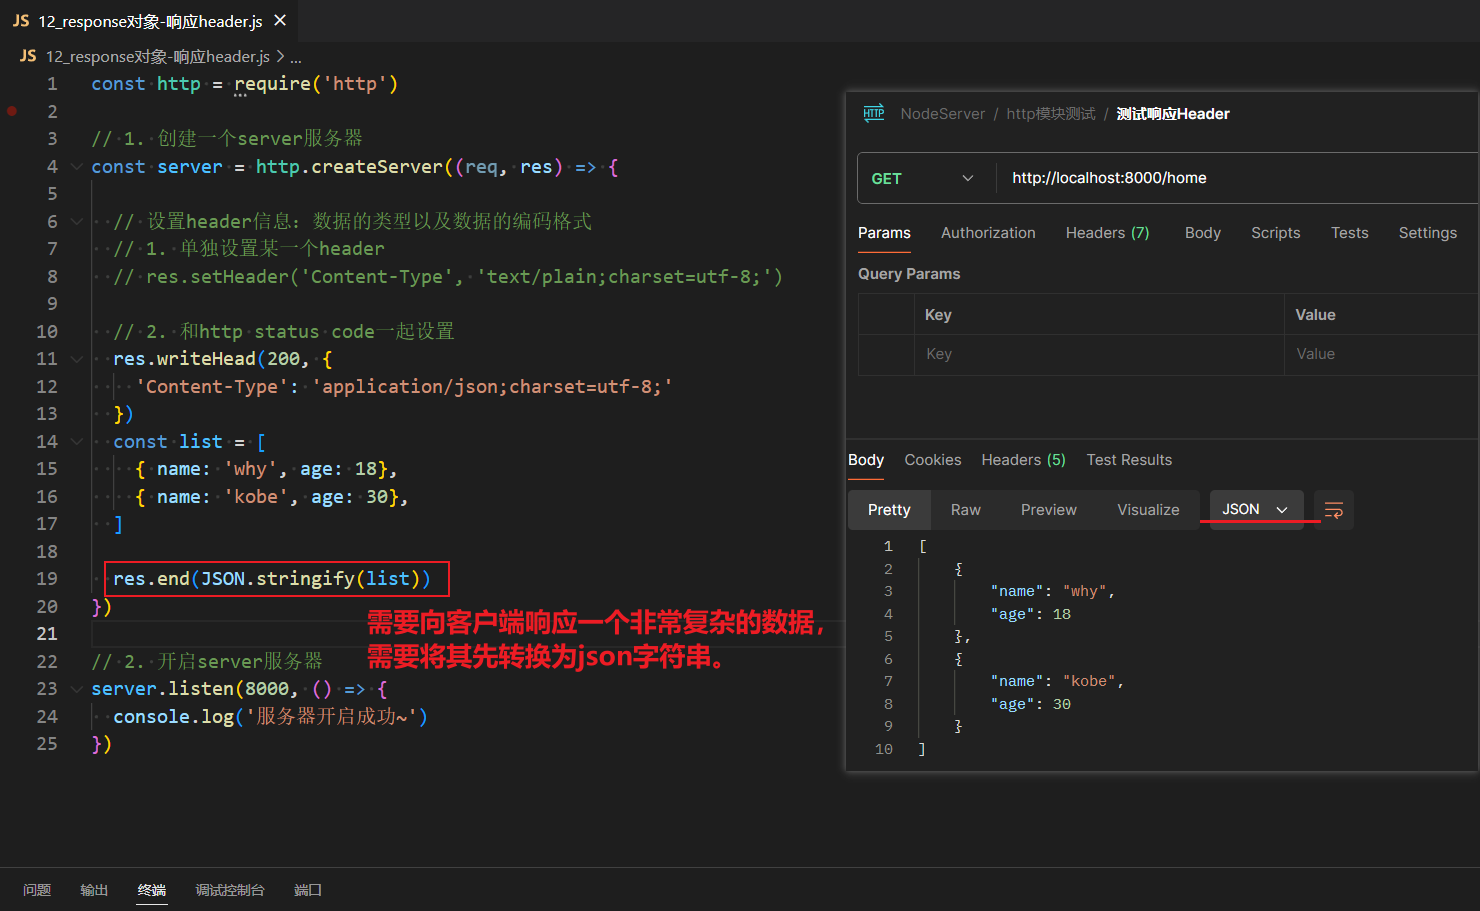 JS 12_response对象-响应header.js ×
JS 12_response对象-响应header.js > ...
1 const http = require('http')
2
3 // 1. 创建一个server服务器
4 const server = http.createServer((req, res) => {
5
6 // 设置header信息: 数据的类型以及数据的编码格式
7 // 1. 单独设置某一个header
8 // res.setHeader('Content-Type', 'text/plain;charset=utf-8;')
9
10 // 2. 和http status code一起设置
11 res.writeHead(200, {
12 'Content-Type': 'application/json;charset=utf-8;'
13 })
14 const list = [
15 { name: 'why', age: 18},
16 { name: 'kobe', age: 30},
17 ]
18
19 res.end(JSON.stringify(list))
20 })
21
22 // 2. 开启server服务器
23 server.listen(8000, () => {
24 console.log('服务器开启成功~')
25 })
需要向客户端响应一个非常复杂的数据，
需要将其先转换为json字符串。
HTTP NodeServer / http模块测试 / 测试响应Header
GET http://localhost:8000/home
Params Authorization Headers (7) Body Scripts Tests Settings
Query Params
Key Value
Key Value
Body Cookies Headers (5) Test Results
Pretty Raw Preview Visualize JSON
1 [
2 {
3 "name": "why",
4 "age": 18
5 },
6 {
7 "name": "kobe",
8 "age": 30
9 }
10 ]
问题 输出 终端 调试控制台 端口